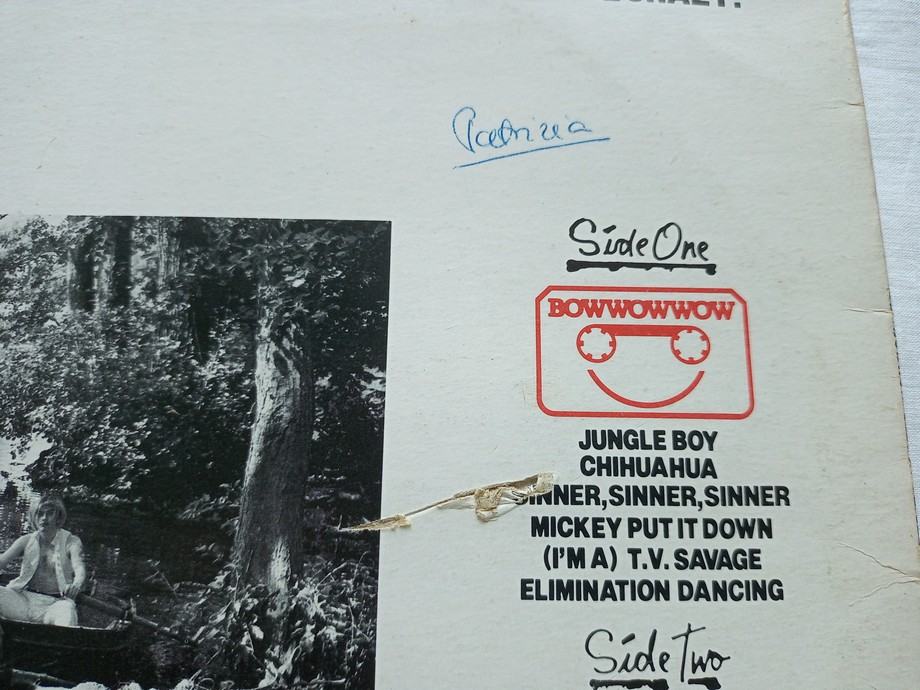 Patrizia
Side One
BOWWOWWOW
JUNGLE BOY
CHIHUAHUA
SINNER, SINNER, SINNER
MICKEY PUT IT DOWN
(I'M A) T.V. SAVAGE
ELIMINATION DANCING
Side Two